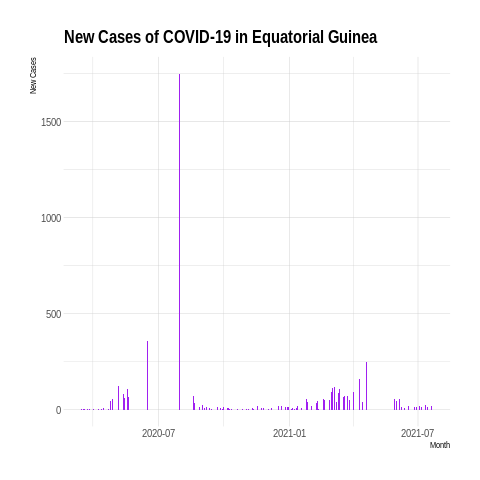 New Cases of COVID-19 in Equatorial Guinea
New Cases
1500
1000
500
0
2020-07
2021-01
2021-07
Month